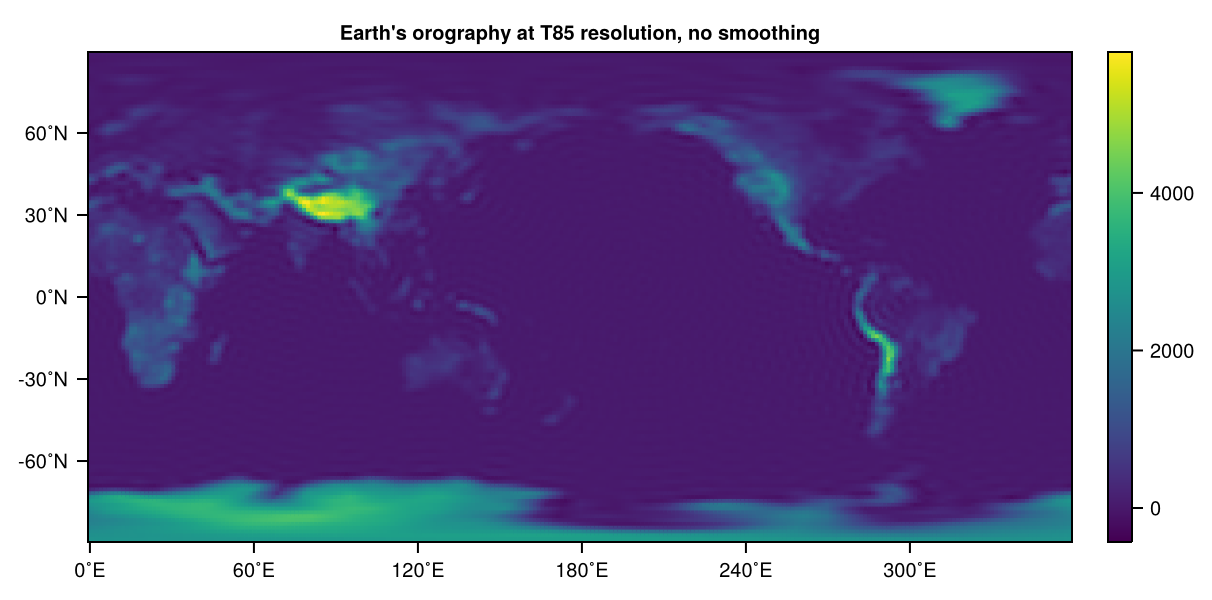 Earth's orography at T85 resolution, no smoothing
60˚N
30˚N
0˚N
-30˚N
-60˚N
0˚E
60˚E
120˚E
180˚E
240˚E
300˚E
4000
2000
0